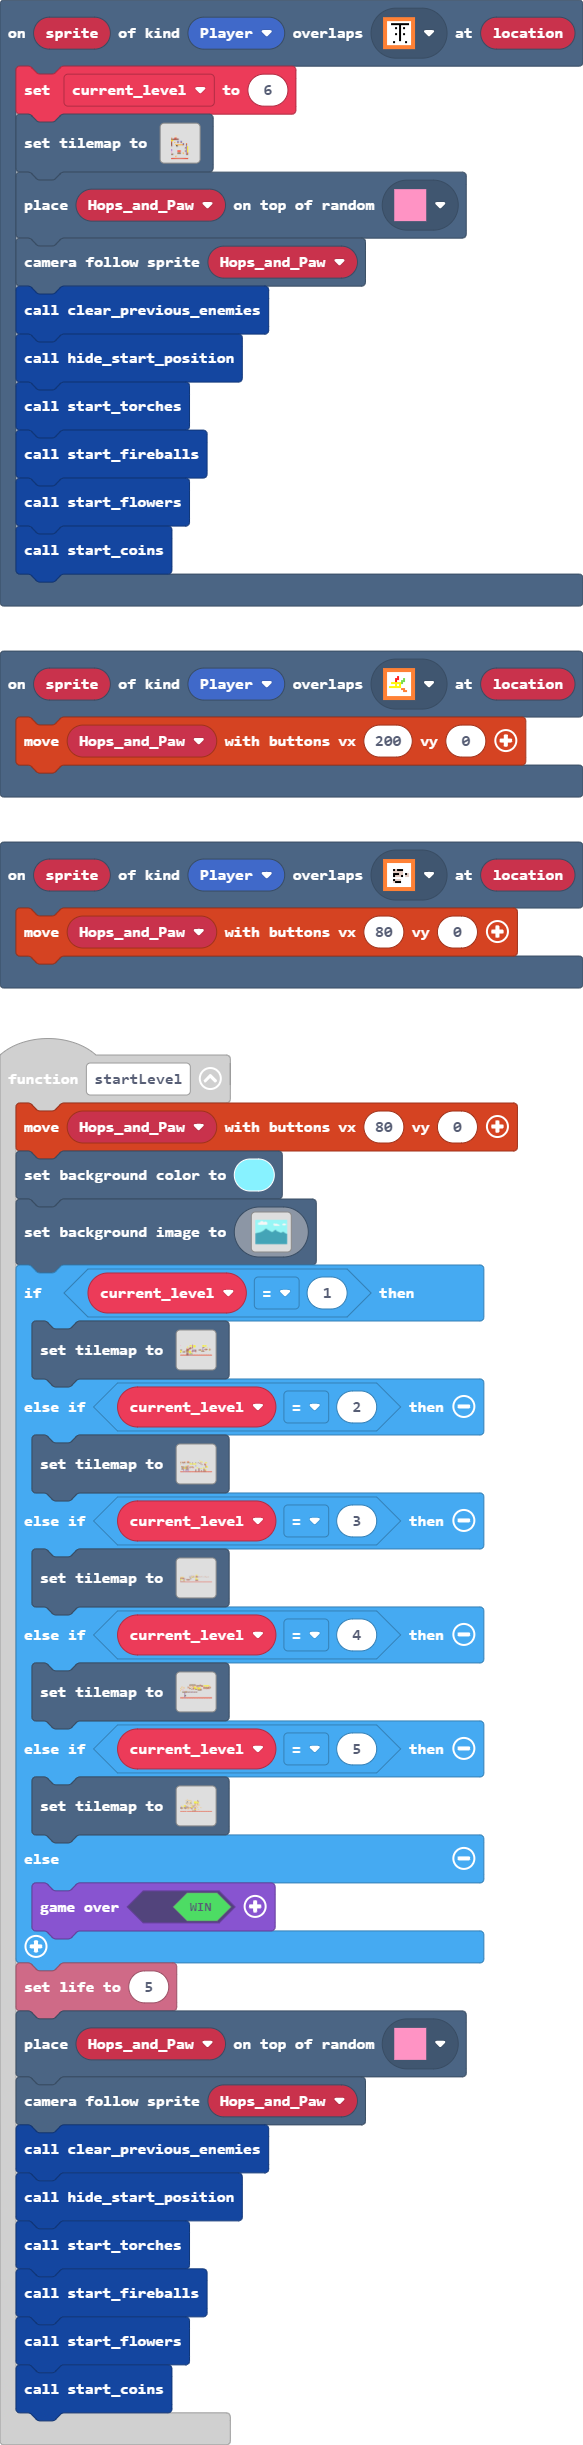 on sprite of kind Player overlaps at location
set current_level to 6
set tilemap to
place Hops_and_Paw on top of random
camera follow sprite Hops_and_Paw
call clear_previous_enemies
call hide_start_position
call start_torches
call start_fireballs
call start_flowers
call start_coins
on sprite of kind Player overlaps at location
move Hops_and_Paw with buttons vx 200 vy 0
on sprite of kind Player overlaps at location
move Hops_and_Paw with buttons vx 80 vy 0
function startLevel
move Hops_and_Paw with buttons vx 80 vy 0
set background color to
set background image to
if current_level = 1 then
set tilemap to
else if current_level = 2 then
set tilemap to
else if current_level = 3 then
set tilemap to
else if current_level = 4 then
set tilemap to
else if current_level = 5 then
set tilemap to
else
game over WIN
set life to 5
place Hops_and_Paw on top of random
camera follow sprite Hops_and_Paw
call clear_previous_enemies
call hide_start_position
call start_torches
call start_fireballs
call start_flowers
call start_coins